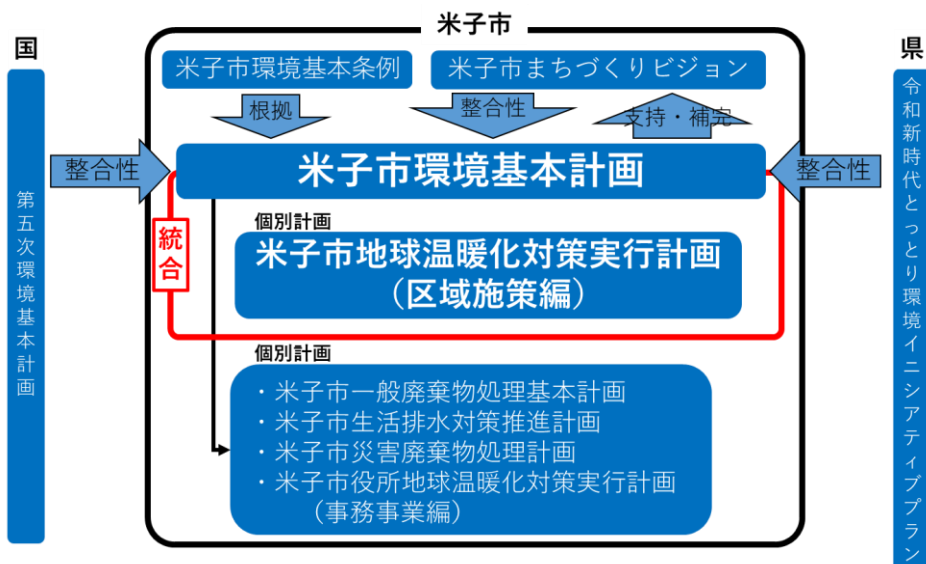 米子市
国
県
米子市環境基本条例
米子市まちづくりビジョン
根拠
整合性
支持・補完
整合性
米子市環境基本計画
整合性
統合
個別計画
米子市地球温暖化対策実行計画
（区域施策編）
個別計画
・米子市一般廃棄物処理基本計画
・米子市生活排水対策推進計画
・米子市災害廃棄物処理計画
・米子市役所地球温暖化対策実行計画
（事務事業編）
第五次環境基本計画
令和新時代とっとり環境イニシアティブプラン